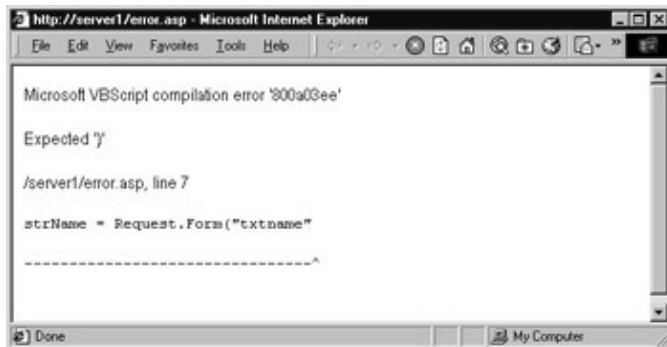 http://server1/error.asp - Microsoft Internet Explorer
File Edit View Favorites Tools Help »
Microsoft VBScript compilation error '800a03ee'
Expected ')'
/server1/error.asp, line 7
strName = Request.Form("txtname"
--------------------------------^
Done
My Computer